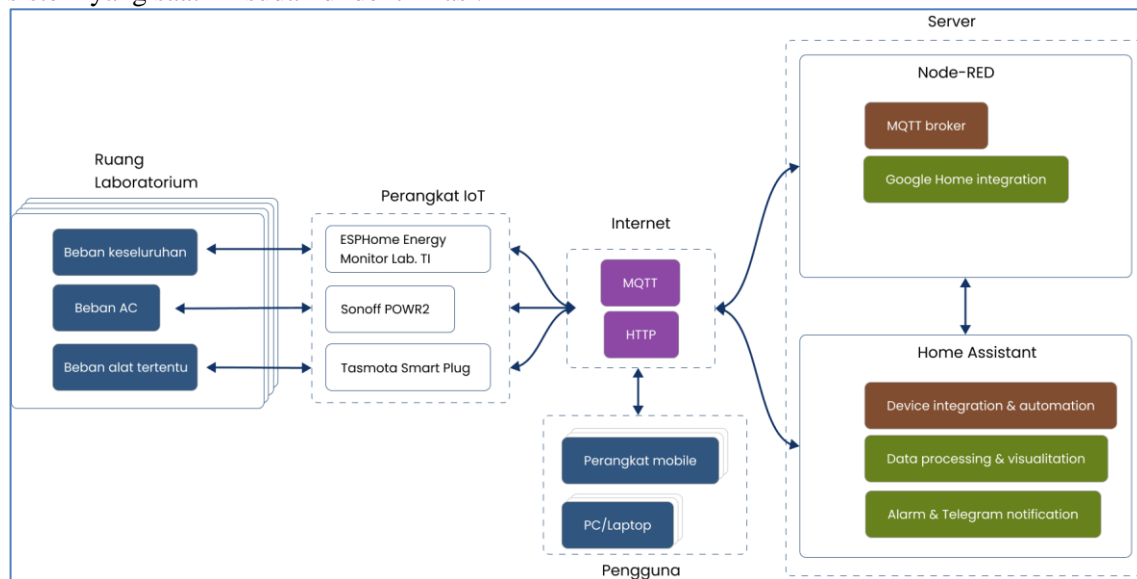 Ruang
Laboratorium
Beban keseluruhan
Beban AC
Beban alat tertentu
Perangkat IoT
ESPHome Energy
Monitor Lab. TI
Sonoff POWR2
Tasmota Smart Plug
Internet
MQTT
HTTP
Perangkat mobile
PC/Laptop
Pengguna
Server
Node-RED
MQTT broker
Google Home integration
Home Assistant
Device integration & automation
Data processing & visualitation
Alarm & Telegram notification